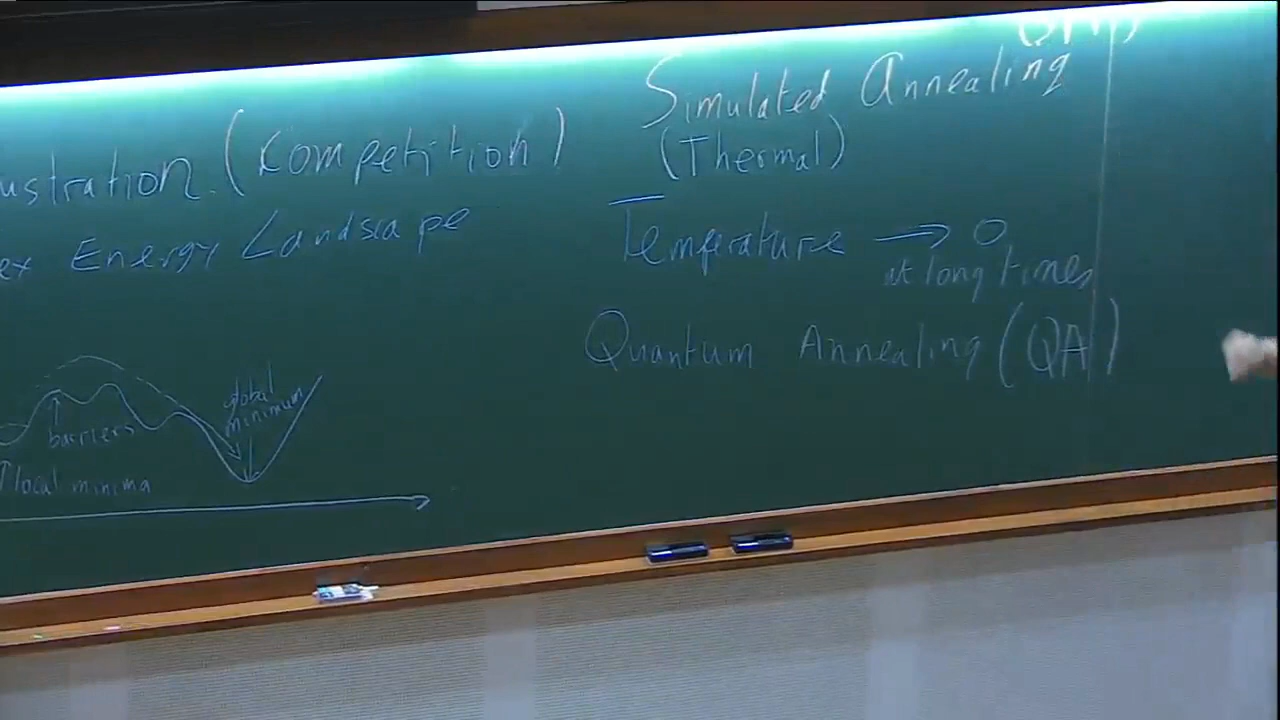 ustration. (Competition)
ex Energy Landscape
global
minimum
barriers
local minima
Simulated Annealing
(Thermal)
Temperature → 0
at long times
Quantum Annealing (QA)